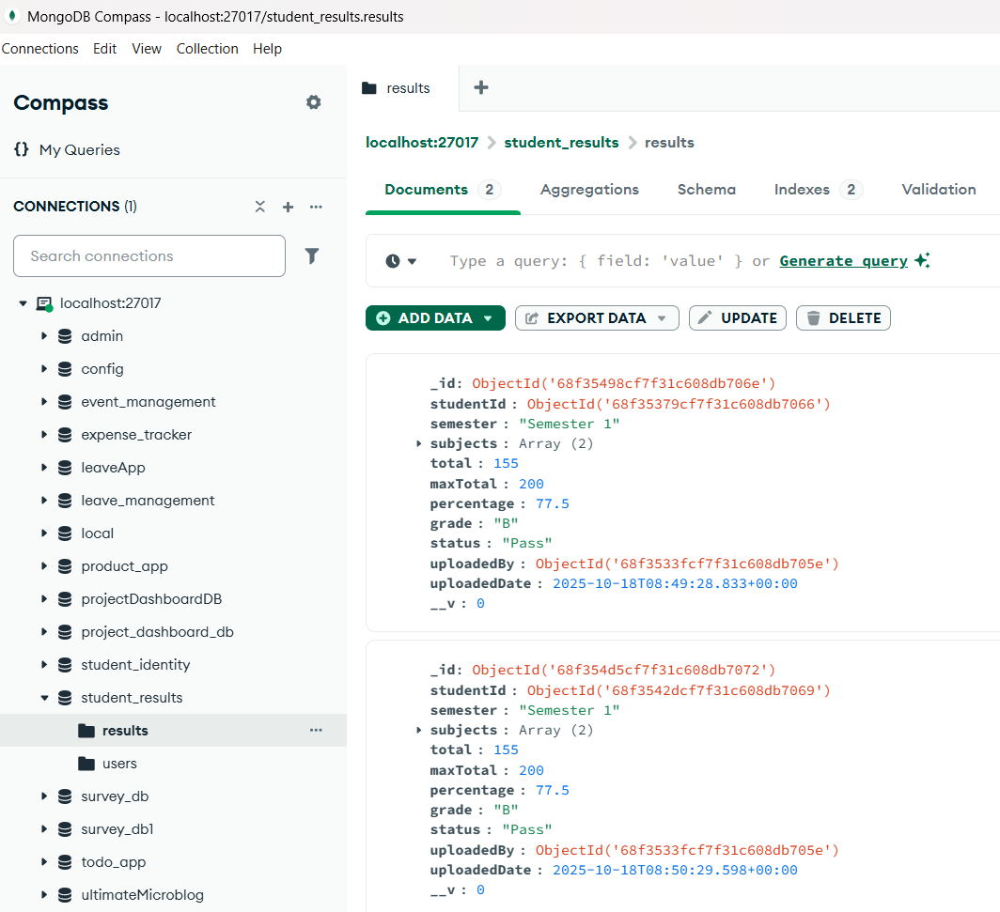 MongoDB Compass - localhost:27017/student_results.results
Connections Edit View Collection Help
Compass
{} My Queries
CONNECTIONS (1)
Search connections
localhost:27017
admin
config
event_management
expense_tracker
leaveApp
leave_management
local
product_app
projectDashboardDB
project_dashboard_db
student_identity
student_results
results
users
survey_db
survey_db1
todo_app
ultimateMicroblog
results
localhost:27017 > student_results > results
Documents 2 Aggregations Schema Indexes 2 Validation
Type a query: { field: 'value' } or Generate query
ADD DATA EXPORT DATA UPDATE DELETE
_id: ObjectId('68f35498cf7f31c608db706e')
studentId : ObjectId('68f35379cf7f31c608db7066')
semester : "Semester 1"
subjects : Array (2)
total : 155
maxTotal : 200
percentage : 77.5
grade : "B"
status : "Pass"
uploadedBy : ObjectId('68f3533fcf7f31c608db705e')
uploadedDate : 2025-10-18T08:49:28.833+00:00
__v : 0
_id: ObjectId('68f354d5cf7f31c608db7072')
studentId : ObjectId('68f3542dcf7f31c608db7069')
semester : "Semester 1"
subjects : Array (2)
total : 155
maxTotal : 200
percentage : 77.5
grade : "B"
status : "Pass"
uploadedBy : ObjectId('68f3533fcf7f31c608db705e')
uploadedDate : 2025-10-18T08:50:29.598+00:00
__v : 0